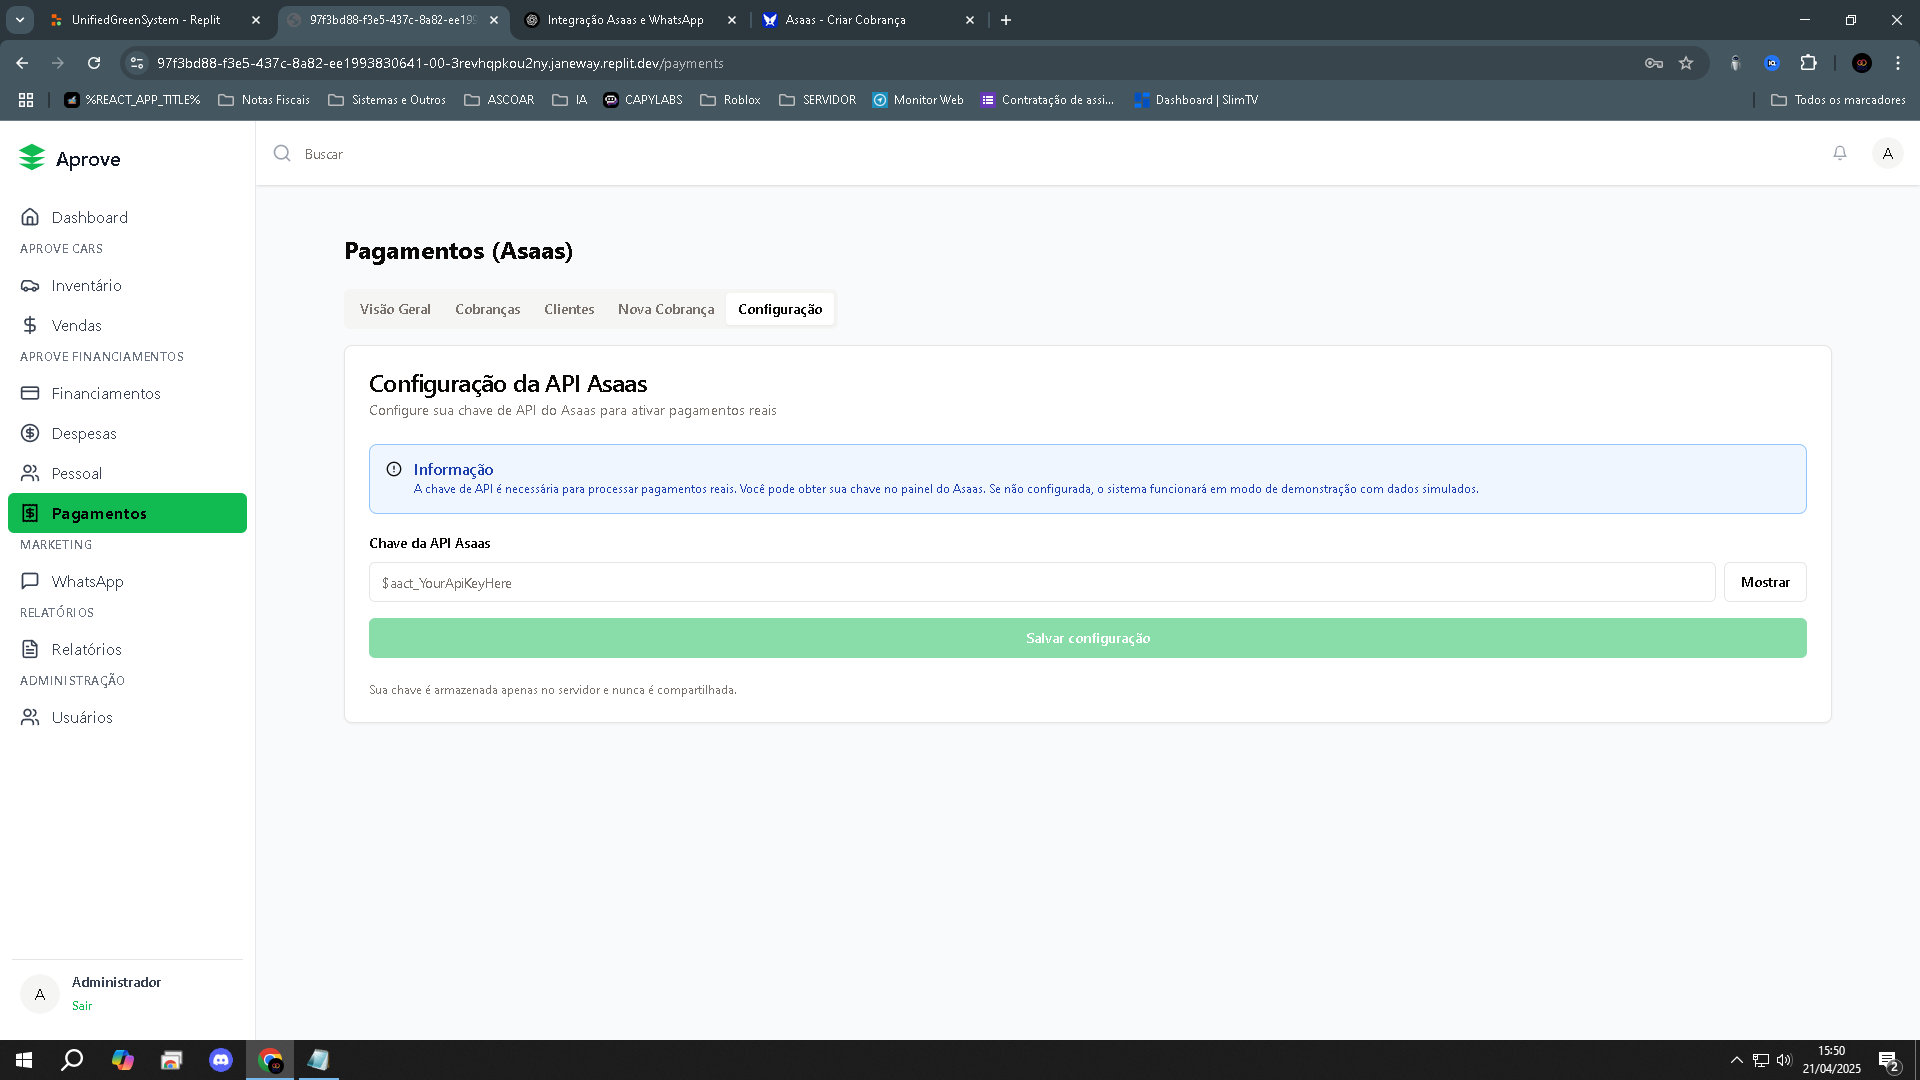 UnifiedGreenSystem - Replit
97f3bd88-f3e5-437c-8a82-ee199
Integração Asaas e WhatsApp
Asaas - Criar Cobrança
97f3bd88-f3e5-437c-8a82-ee1993830641-00-3revhqpkou2ny.janeway.replit.dev/payments
%REACT_APP_TITLE%
Notas Fiscais
Sistemas e Outros
ASCOAR
IA
CAPYLABS
Roblox
SERVIDOR
Monitor Web
Contratação de assi...
Dashboard | SlimTV
Todos os marcadores
Aprove
Buscar
A
Dashboard
APROVE CARS
Inventário
Vendas
APROVE FINANCIAMENTOS
Financiamentos
Despesas
Pessoal
Pagamentos
MARKETING
WhatsApp
RELATÓRIOS
Relatórios
ADMINISTRAÇÃO
Usuários
A
Administrador
Sair
Pagamentos (Asaas)
Visão Geral
Cobranças
Clientes
Nova Cobrança
Configuração
Configuração da API Asaas
Configure sua chave de API do Asaas para ativar pagamentos reais
Informação
A chave de API é necessária para processar pagamentos reais. Você pode obter sua chave no painel do Asaas. Se não configurada, o sistema funcionará em modo de demonstração com dados simulados.
Chave da API Asaas
$aact_YourApiKeyHere
Mostrar
Salvar configuração
Sua chave é armazenada apenas no servidor e nunca é compartilhada.
15:50
21/04/2025
2